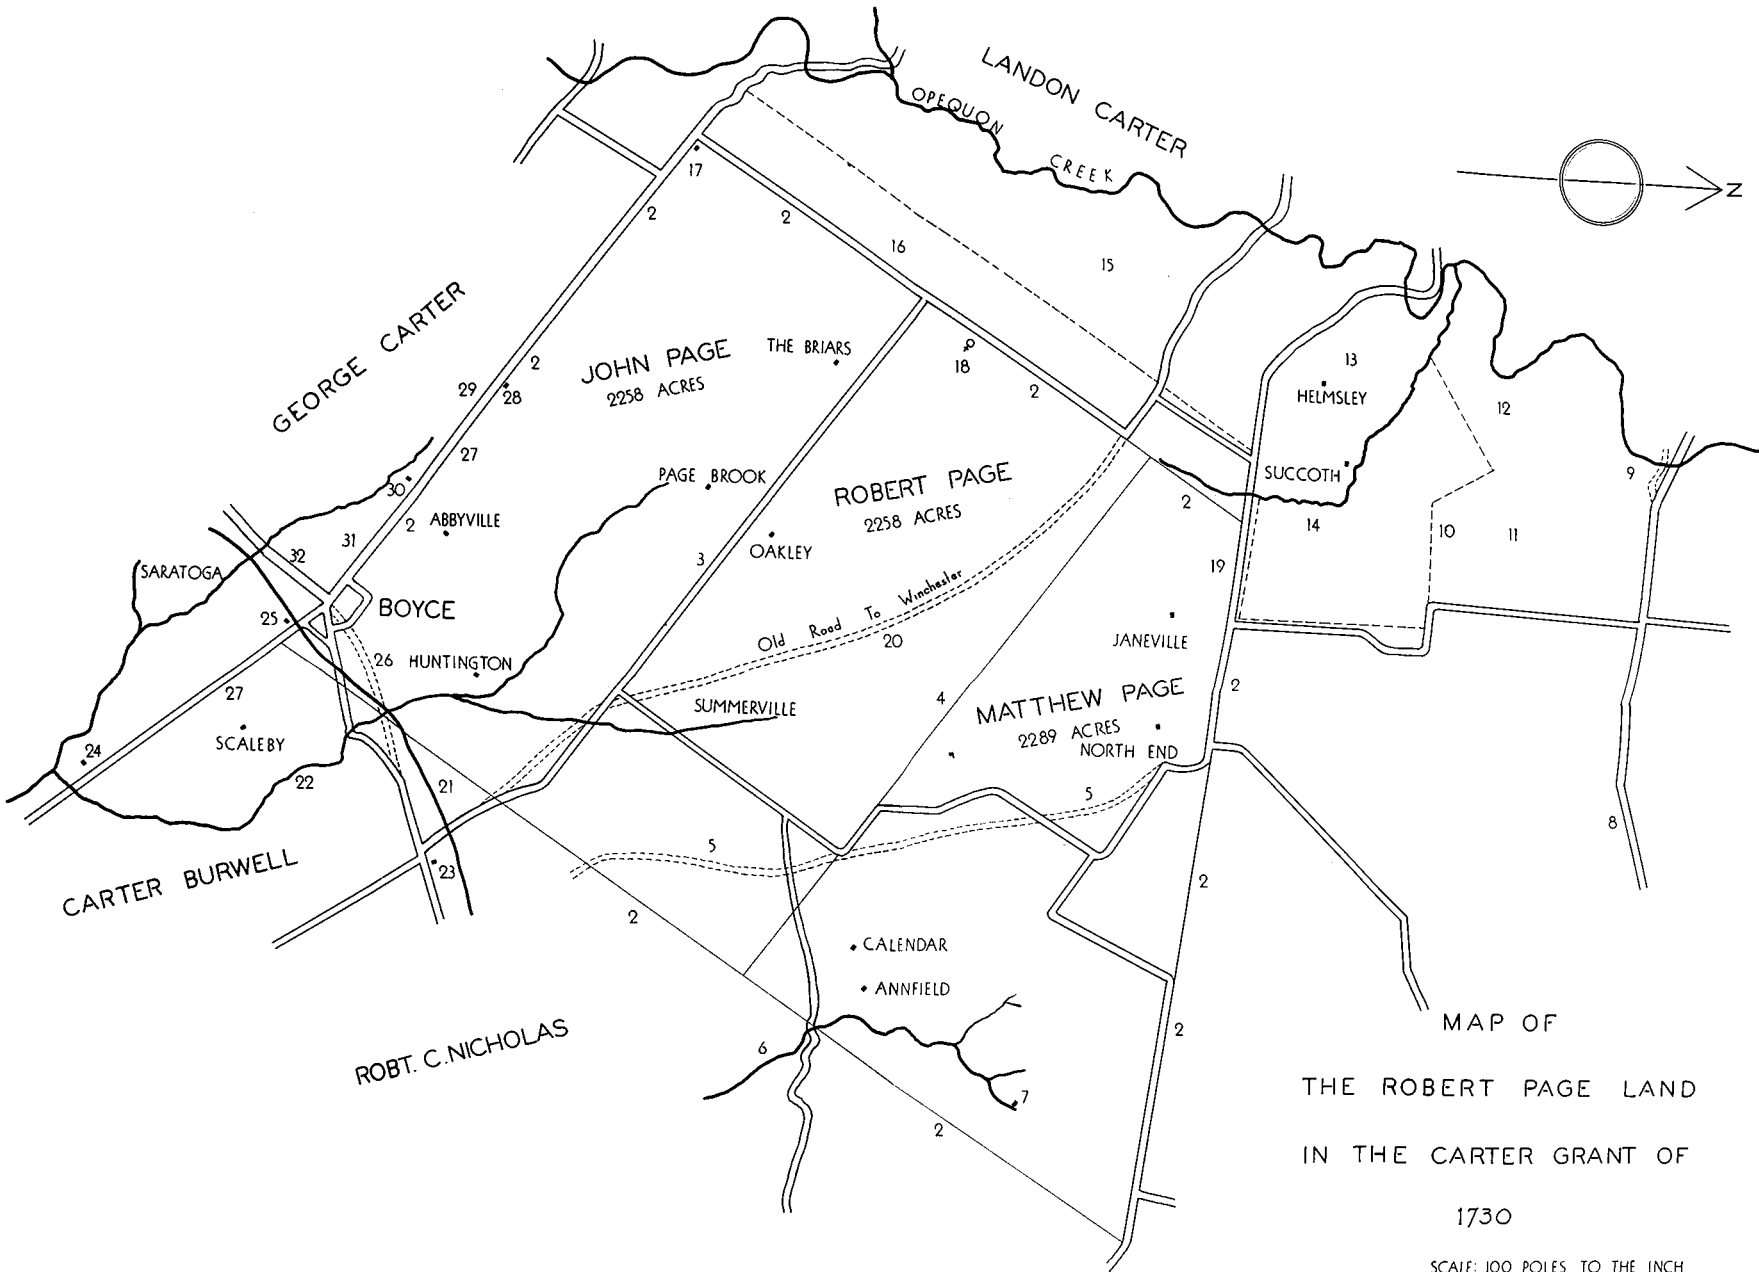 LANDON CARTER
OPEQUON
CREEK
N
17
2
2
16
15
GEORGE CARTER
JOHN PAGE
2258 ACRES
THE BRIARS
18
2
13
HELMSLEY
12
29
2
28
27
30
2
ABBYVILLE
PAGE BROOK
ROBERT PAGE
2258 ACRES
SUCCOTH
2
14
10
11
9
31
32
SARATOGA
3
OAKLEY
19
25
BOYCE
Old Road To Winchester
20
JANEVILLE
26
HUNTINGTON
27
SCALEBY
24
22
21
SUMMERVILLE
4
MATTHEW PAGE
2289 ACRES
NORTH END
2
5
5
8
CARTER BURWELL
23
2
2
CALENDAR
ANNFIELD
ROBT. C. NICHOLAS
6
7
2
2
MAP OF
THE ROBERT PAGE LAND
IN THE CARTER GRANT OF
1730
SCALE: 100 POLES TO THE INCH